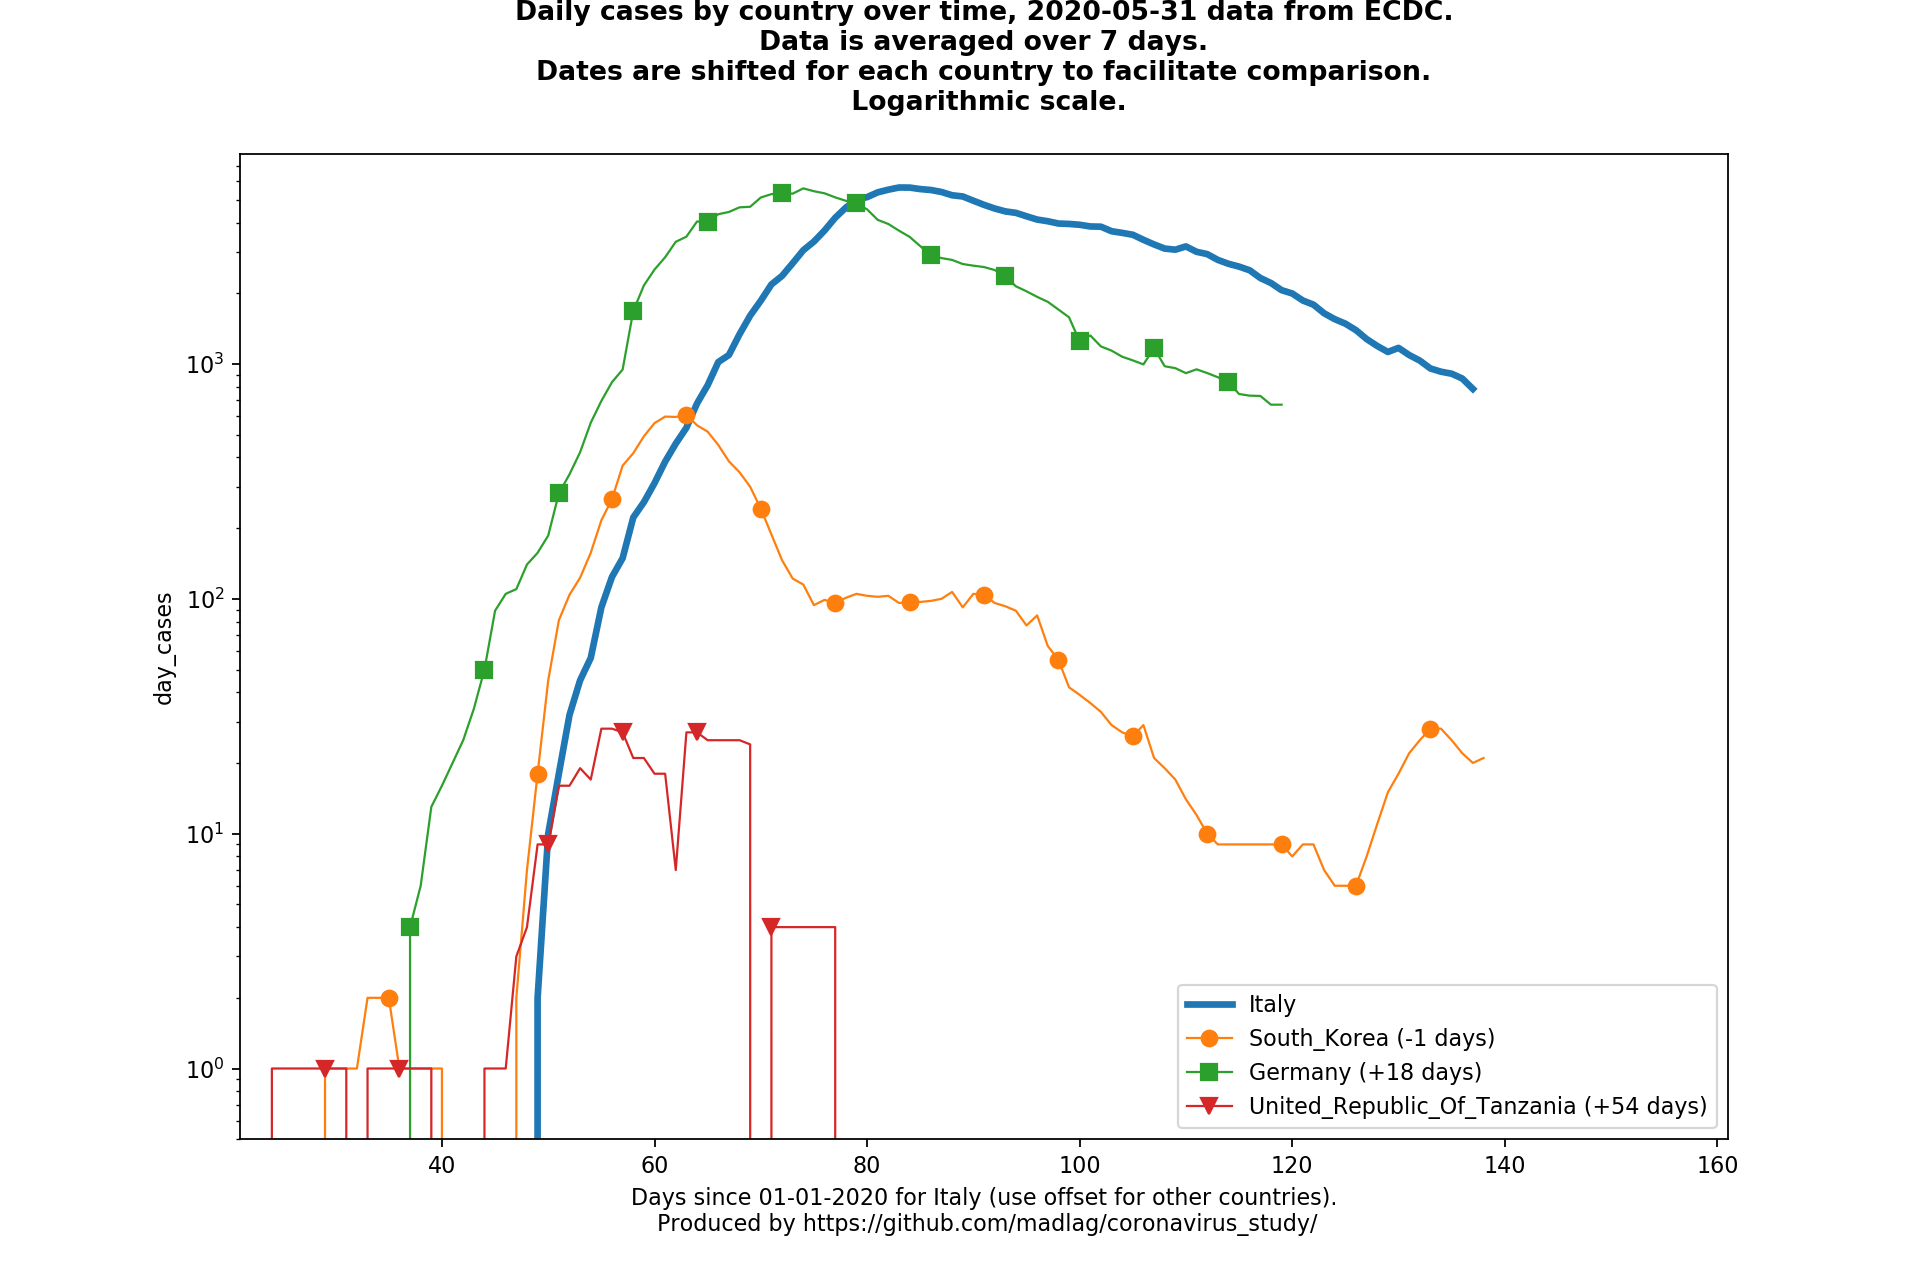 Daily cases by country over time, 2020-05-31 data from ECDC.
Data is averaged over 7 days.
Dates are shifted for each country to facilitate comparison.
Logarithmic scale.
10³
10²
10¹
10⁰
day_cases
40 60 80 100 120 140 160
Italy
South_Korea (-1 days)
Germany (+18 days)
United_Republic_Of_Tanzania (+54 days)
Days since 01-01-2020 for Italy (use offset for other countries).
Produced by https://github.com/madlag/coronavirus_study/